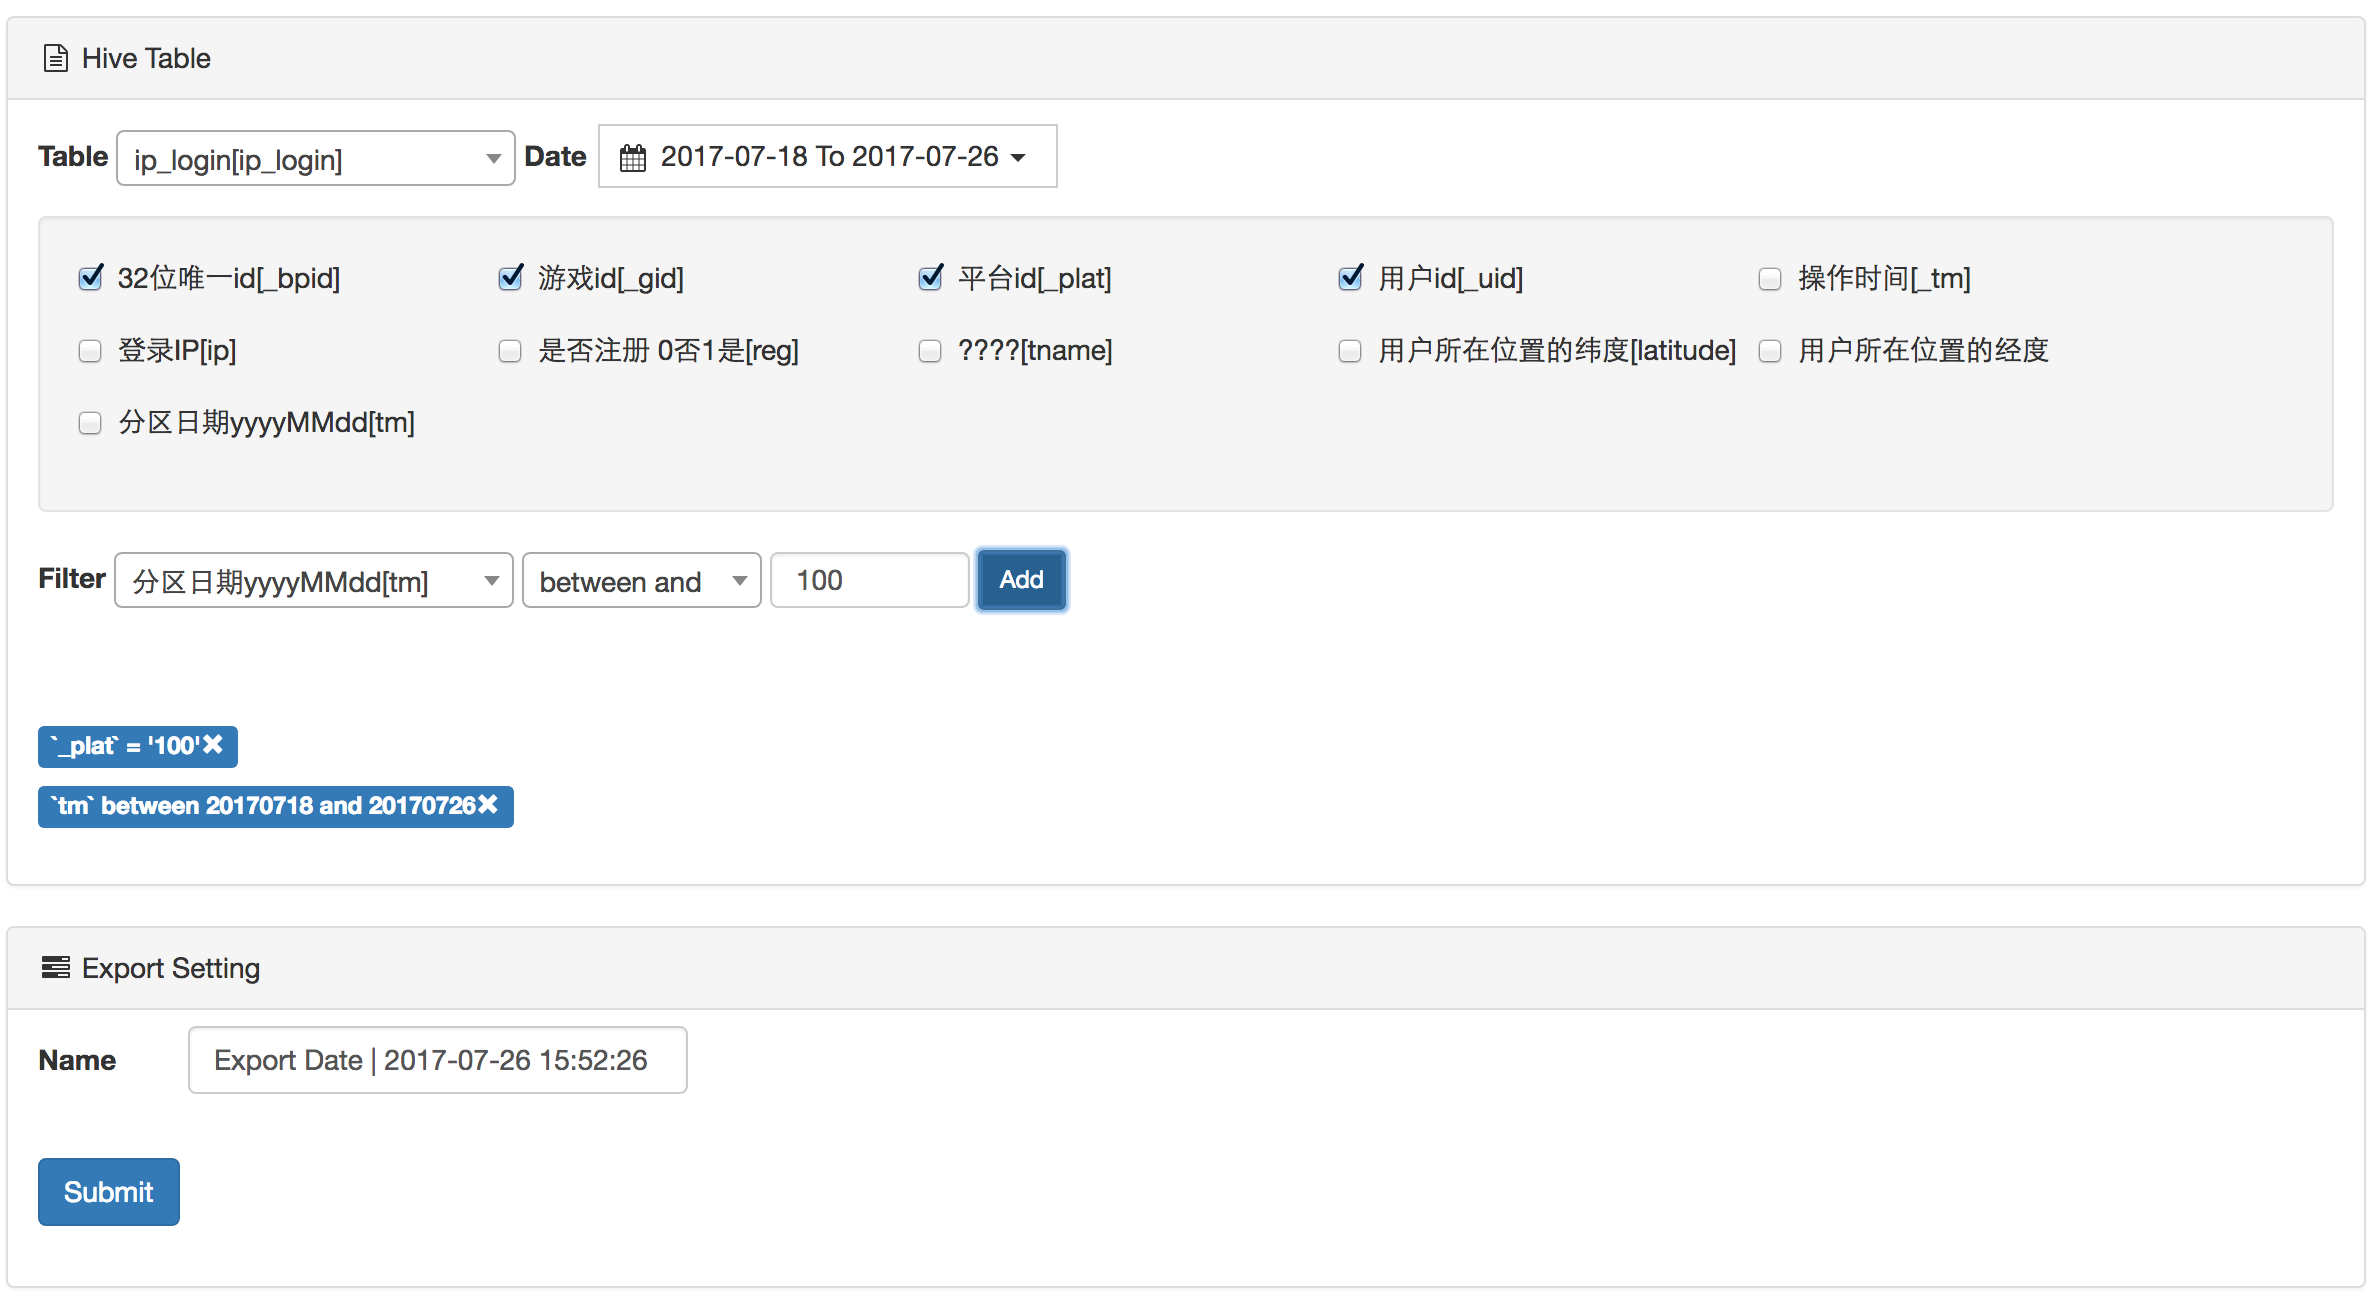 Hive Table
Table ip_login[ip_login] Date 2017-07-18 To 2017-07-26
32位唯一id[_bpid] 游戏id[_gid] 平台id[_plat] 用户id[_uid] 操作时间[_tm]
登录IP[ip] 是否注册 0否1是[reg] ????[tname] 用户所在位置的纬度[latitude] 用户所在位置的经度
分区日期yyyyMMdd[tm]
Filter 分区日期yyyyMMdd[tm] between and 100 Add
`_plat` = '100'✖
`tm` between 20170718 and 20170726✖
Export Setting
Name Export Date | 2017-07-26 15:52:26
Submit